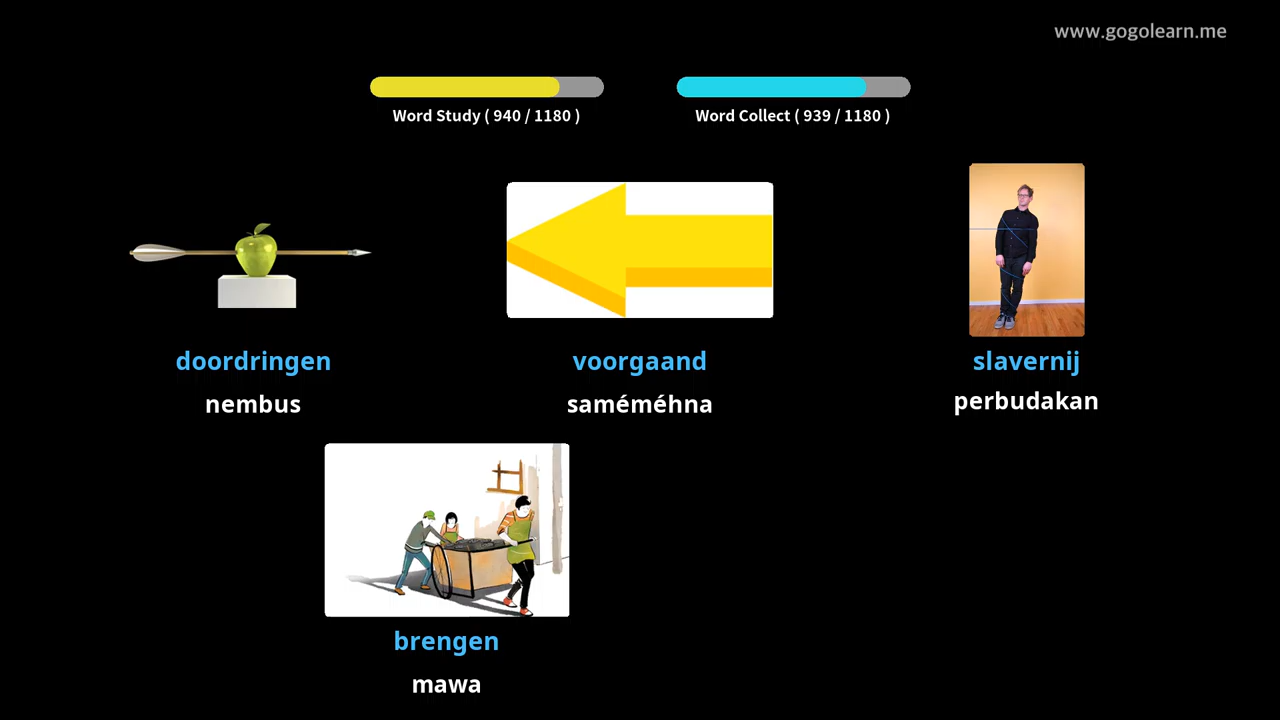 www.gogolearn.me
Word Study ( 940 / 1180 )
Word Collect ( 939 / 1180 )
doordringen
nembus
voorgaand
saméméhna
slavernij
perbudakan
brengen
mawa